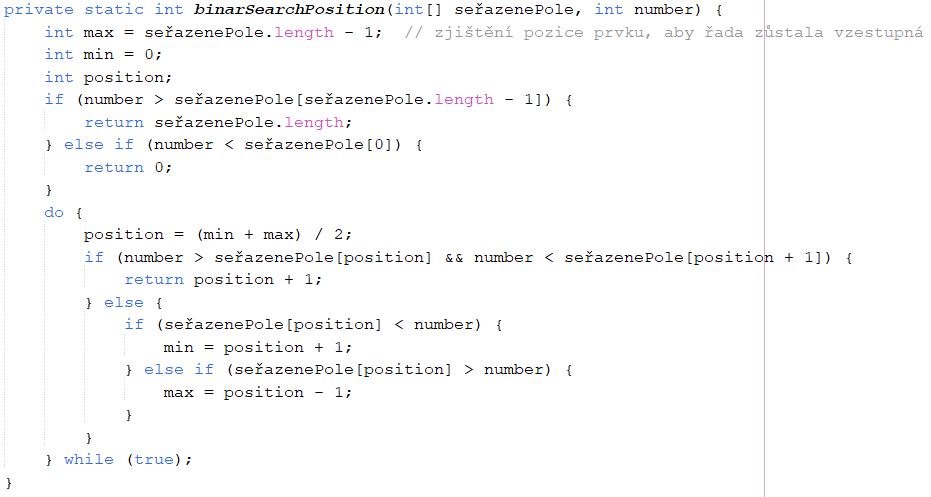 private static int binarSearchPosition(int[] seřazenePole, int number) {
    int max = seřazenePole.length - 1;  // zjištění pozice prvku, aby řada zůstala vzestupná
    int min = 0;
    int position;
    if (number > seřazenePole[seřazenePole.length - 1]) {
        return seřazenePole.length;
    } else if (number < seřazenePole[0]) {
        return 0;
    }
    do {
        position = (min + max) / 2;
        if (number > seřazenePole[position] && number < seřazenePole[position + 1]) {
            return position + 1;
        } else {
            if (seřazenePole[position] < number) {
                min = position + 1;
            } else if (seřazenePole[position] > number) {
                max = position - 1;
            }
        }
    } while (true);
}